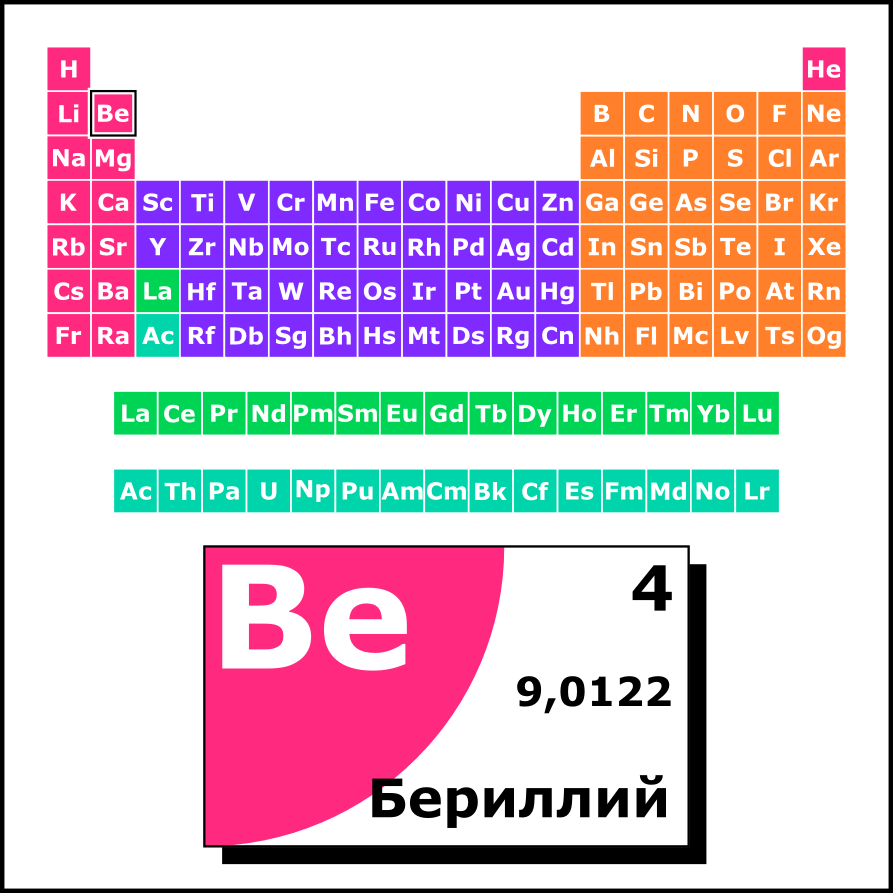 H He
Li Be B C N O F Ne
Na Mg Al Si P S Cl Ar
K Ca Sc Ti V Cr Mn Fe Co Ni Cu Zn Ga Ge As Se Br Kr
Rb Sr Y Zr Nb Mo Tc Ru Rh Pd Ag Cd In Sn Sb Te I Xe
Cs Ba La Hf Ta W Re Os Ir Pt Au Hg Tl Pb Bi Po At Rn
Fr Ra Ac Rf Db Sg Bh Hs Mt Ds Rg Cn Nh Fl Mc Lv Ts Og
La Ce Pr Nd Pm Sm Eu Gd Tb Dy Ho Er Tm Yb Lu
Ac Th Pa U Np Pu Am Cm Bk Cf Es Fm Md No Lr
Be 4
9,0122
Бериллий